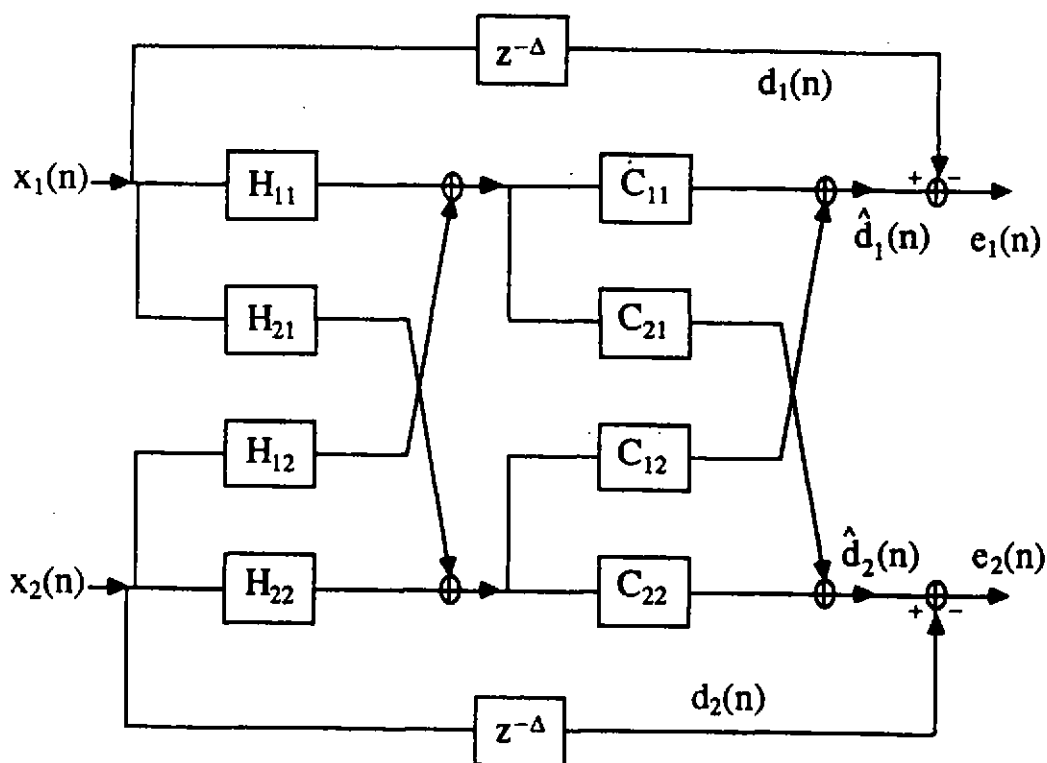 z⁻Δ
d₁(n)
x₁(n)
H₁₁
C₁₁
+ −
d̂₁(n)
e₁(n)
H₂₁
C₂₁
H₁₂
C₁₂
x₂(n)
H₂₂
C₂₂
d̂₂(n)
e₂(n)
+ −
d₂(n)
z⁻Δ